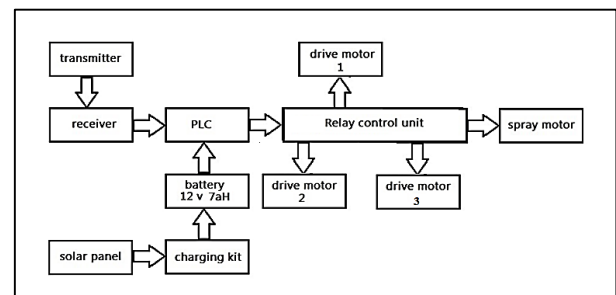 transmitter
drive motor
1
receiver
PLC
Relay control unit
spray motor
battery
12 v 7aH
drive motor
2
drive motor
3
solar panel
charging kit